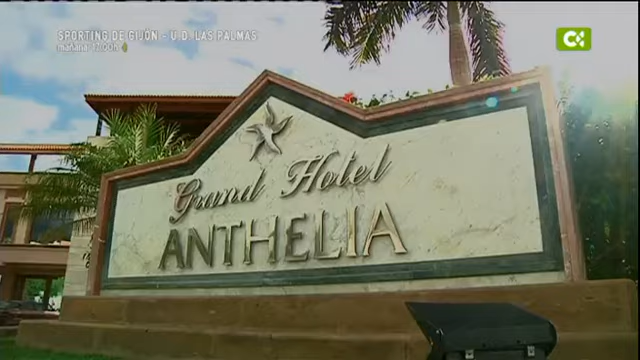 SPORTING DE GIJÓN - U.D. LAS PALMAS
Grand Hotel
ANTHELIA